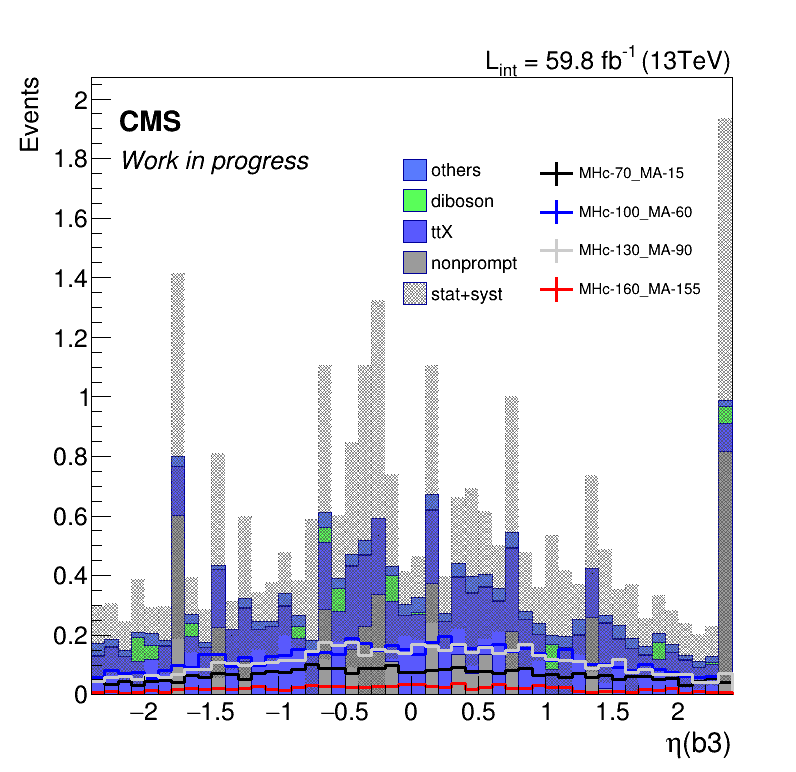 L_int = 59.8 fb^-1 (13TeV)
Events
CMS
Work in progress
others
diboson
ttX
nonprompt
stat+syst
MHc-70_MA-15
MHc-100_MA-60
MHc-130_MA-90
MHc-160_MA-155
2
1.8
1.6
1.4
1.2
1
0.8
0.6
0.4
0.2
0
−2 −1.5 −1 −0.5 0 0.5 1 1.5 2
η(b3)